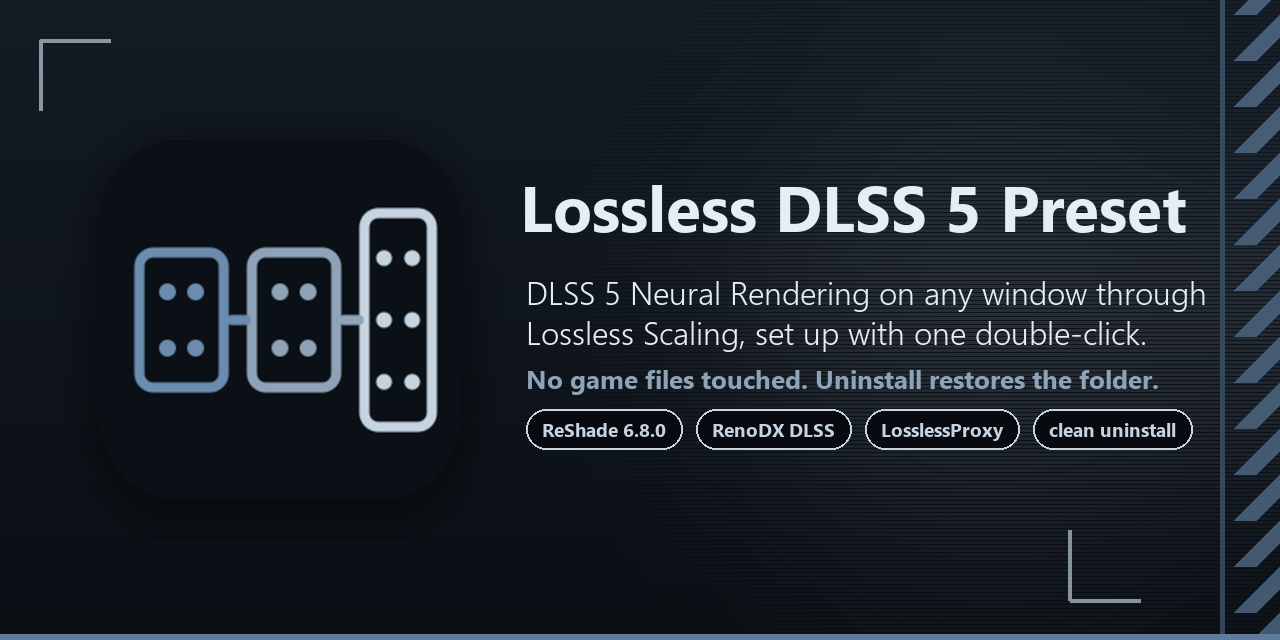 Lossless DLSS 5 Preset
DLSS 5 Neural Rendering on any window through
Lossless Scaling, set up with one double-click.
No game files touched. Uninstall restores the folder.
ReShade 6.8.0 RenoDX DLSS LosslessProxy clean uninstall